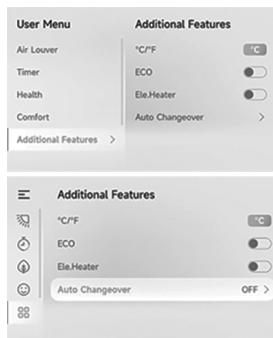 User Menu
Air Louver
Timer
Health
Comfort
Additional Features >
Additional Features
°C/°F °C
ECO
Ele.Heater
Auto Changeover >
Additional Features
°C/°F °C
ECO
Ele.Heater
Auto Changeover OFF >